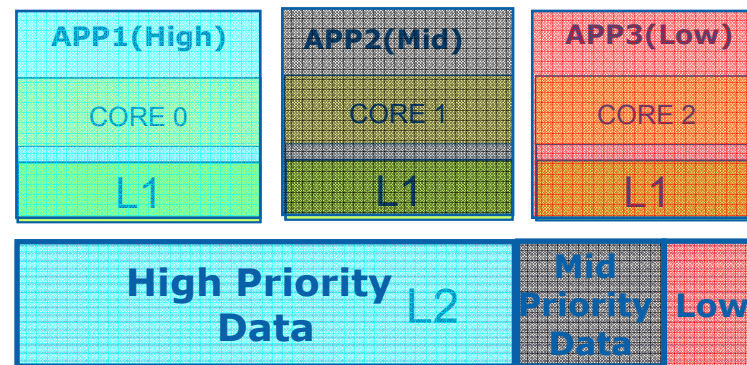 APP1(High)
APP2(Mid)
APP3(Low)
CORE 0
CORE 1
CORE 2
L1
L1
L1
High Priority
Data
L2
Mid
Priority
Data
Low